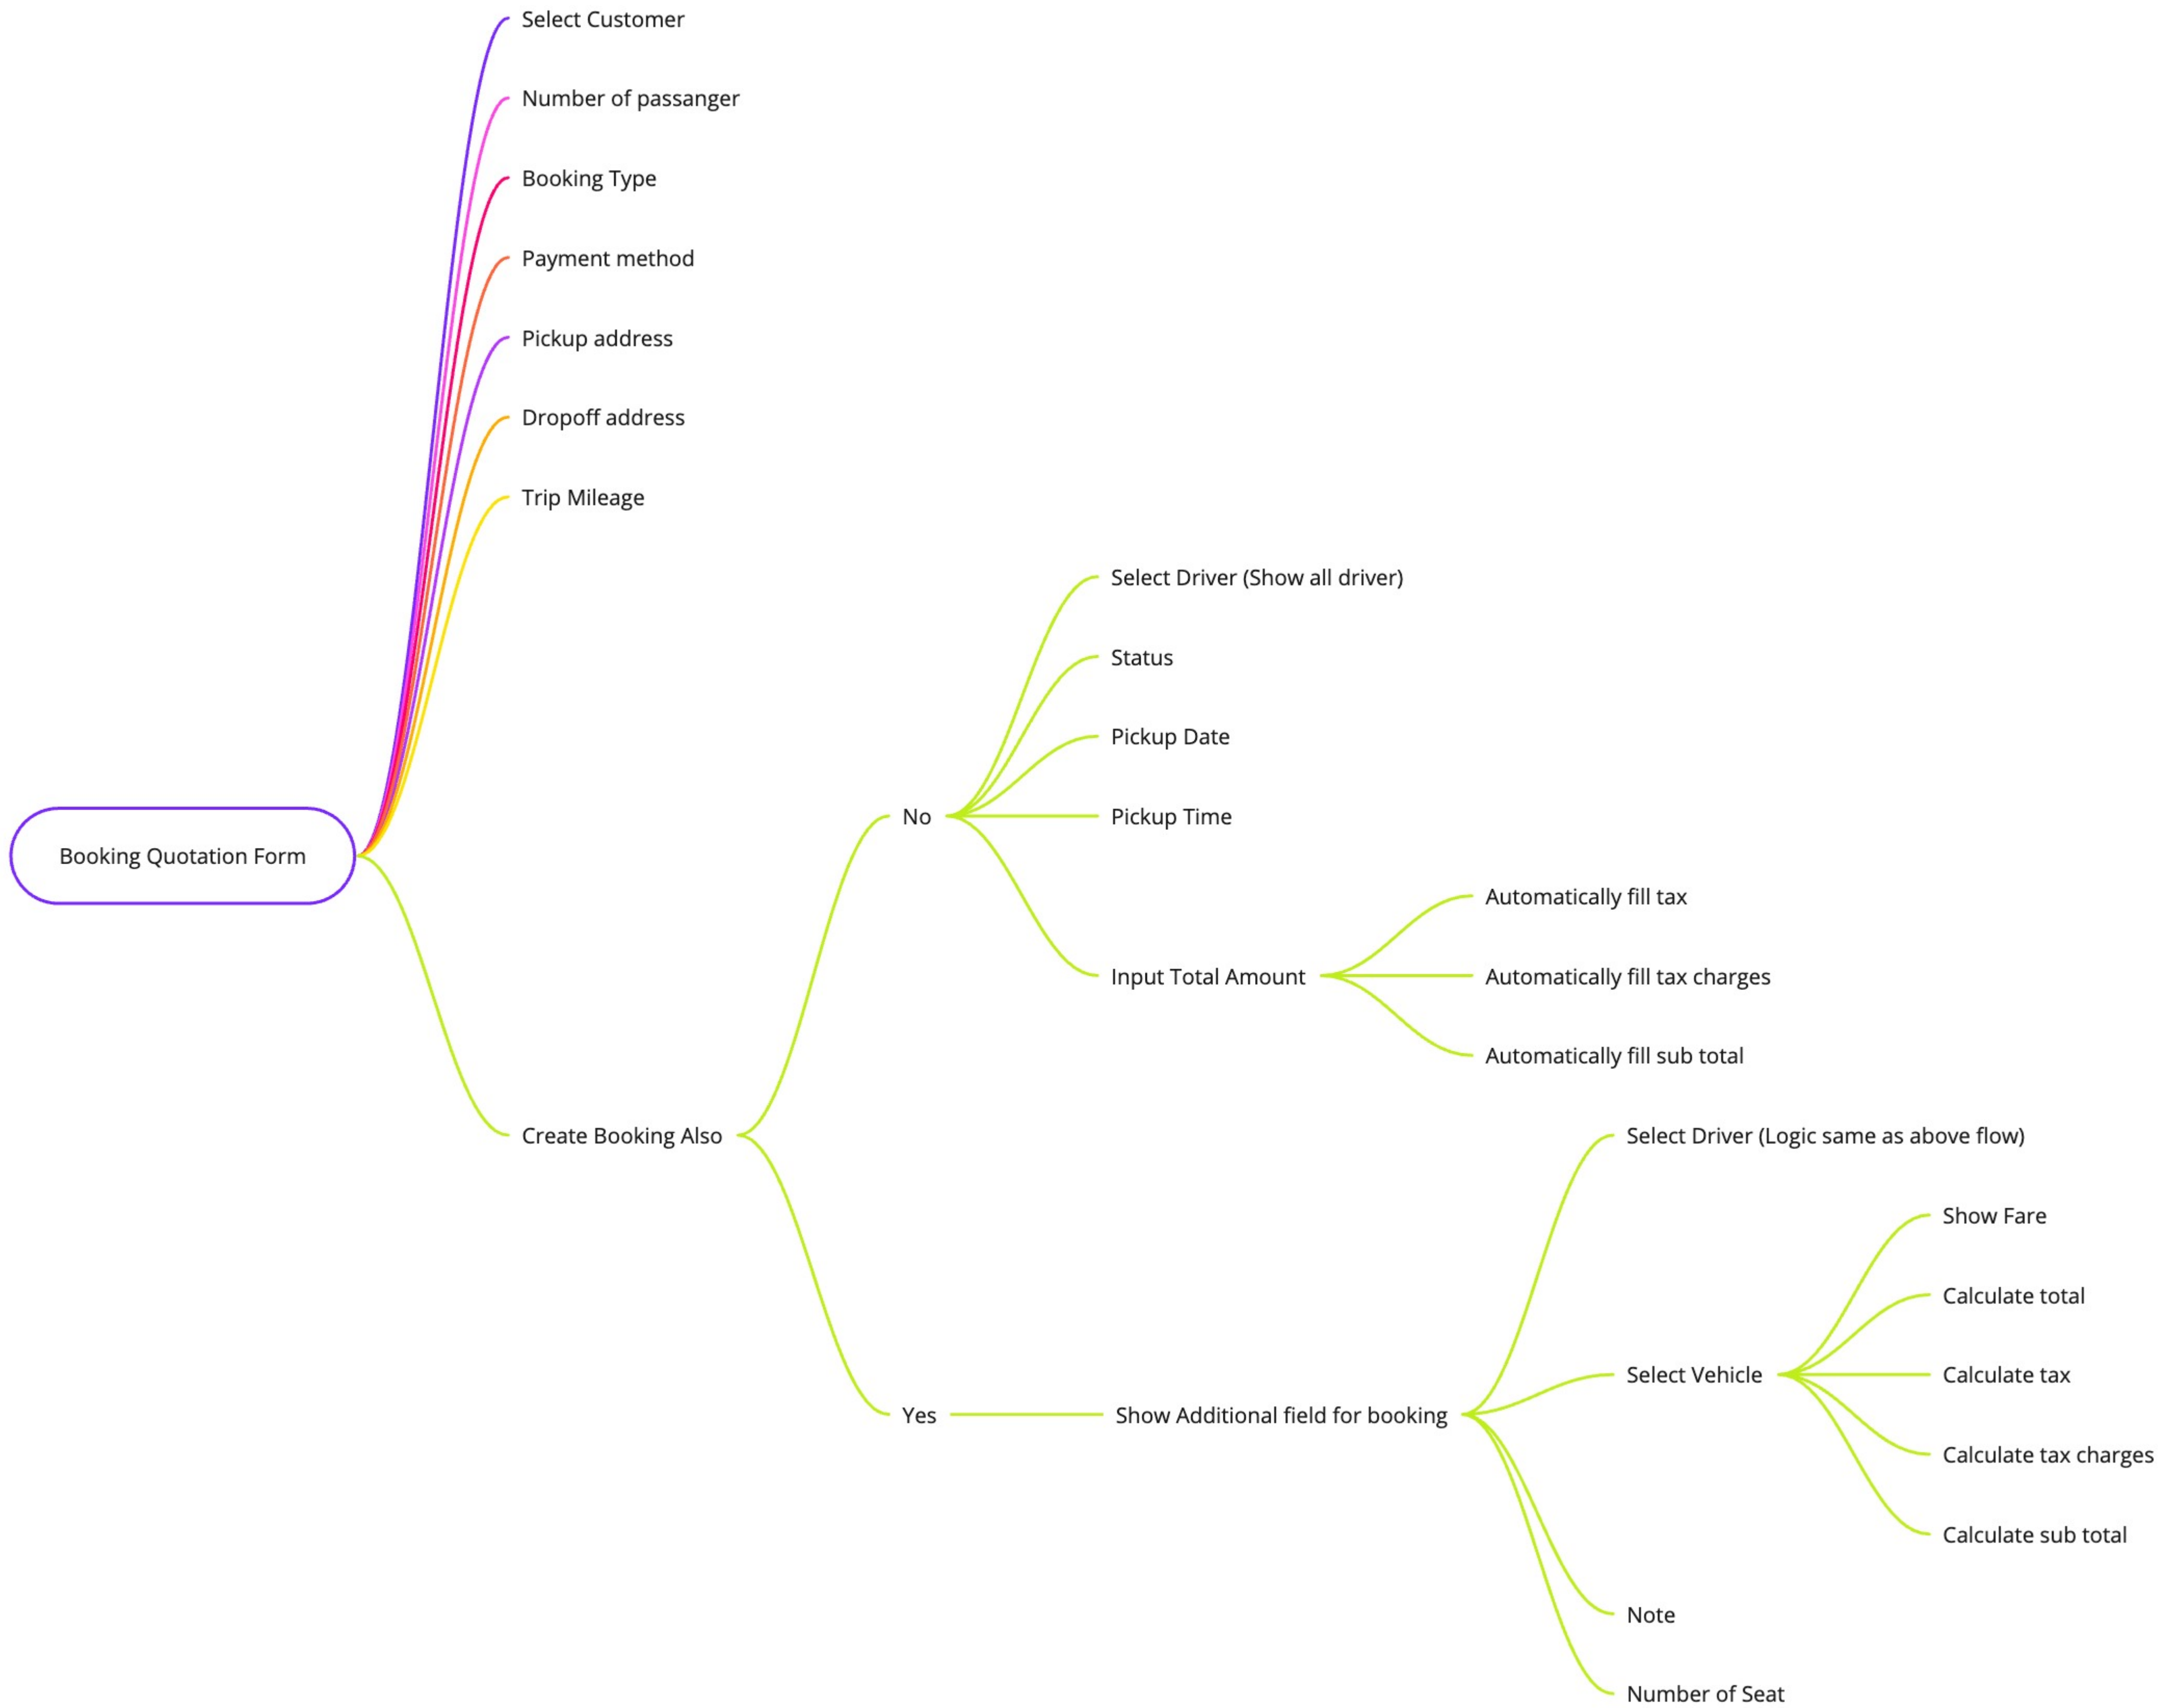 Select Customer
Number of passanger
Booking Type
Payment method
Pickup address
Dropoff address
Trip Mileage
Select Driver (Show all driver)
Status
Pickup Date
No
Pickup Time
Booking Quotation Form
Automatically fill tax
Input Total Amount
Automatically fill tax charges
Automatically fill sub total
Create Booking Also
Select Driver (Logic same as above flow)
Show Fare
Calculate total
Select Vehicle
Calculate tax
Yes
Show Additional field for booking
Calculate tax charges
Calculate sub total
Note
Number of Seat